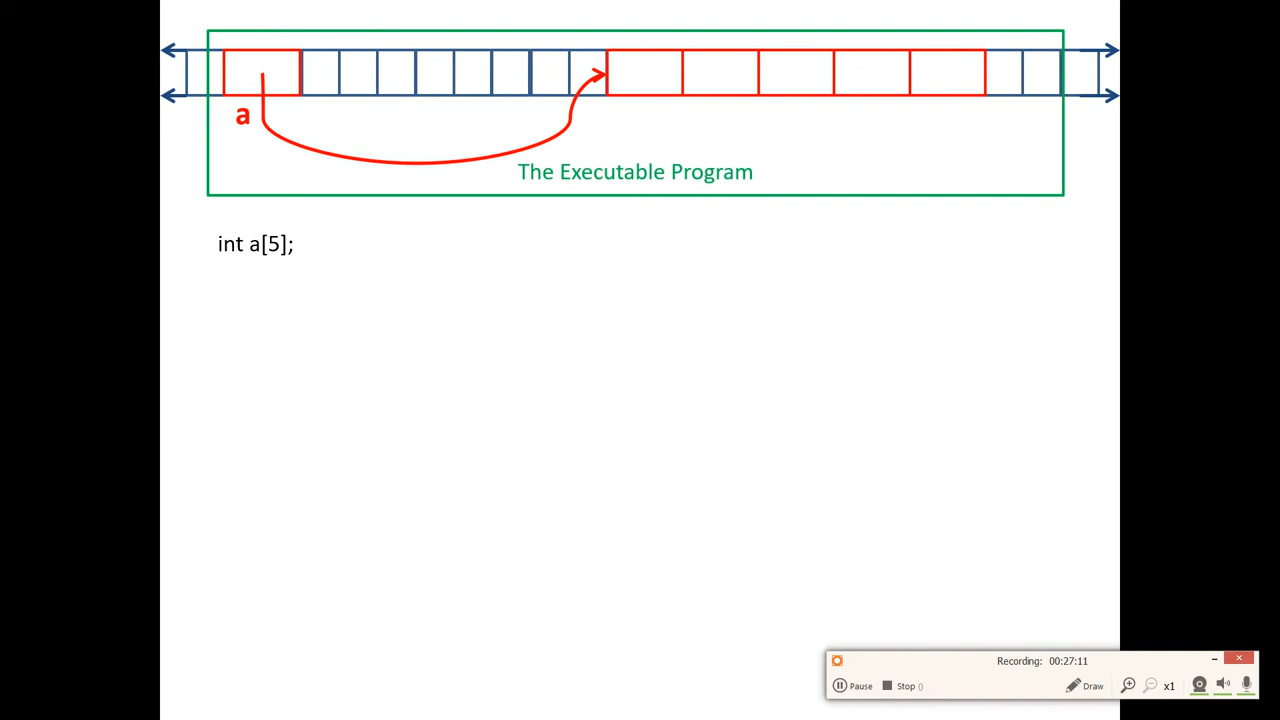 a
The Executable Program
int a[5];
Recording: 00:27:11
Pause Stop () Draw x1